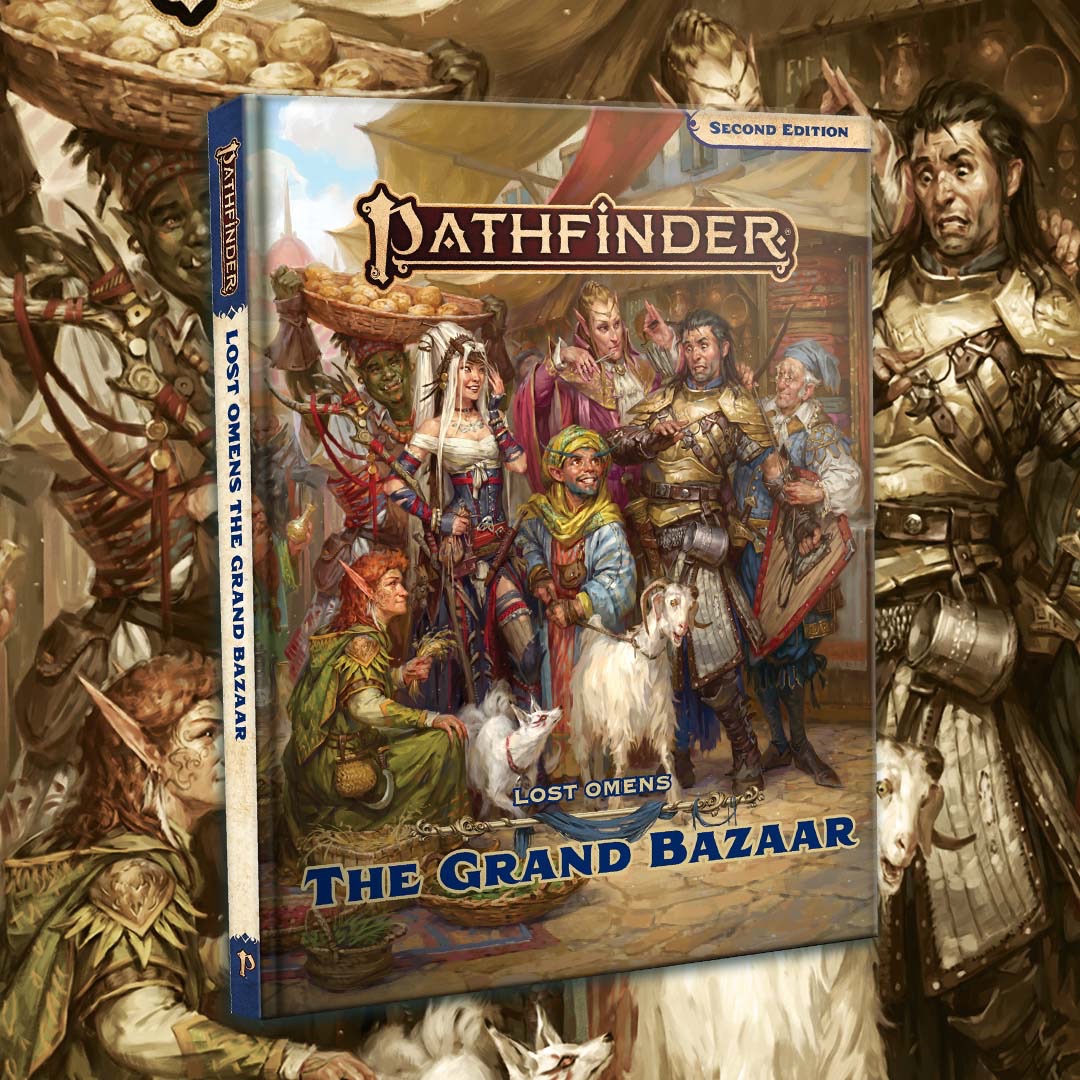 SECOND EDITION
PATHFINDER®
LOST OMENS
THE GRAND BAZAAR
PATHFINDER
LOST OMENS THE GRAND BAZAAR
P